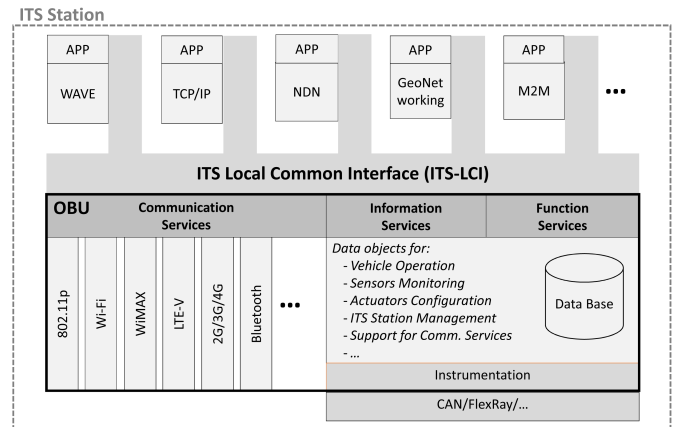 ITS Station
APP
APP
APP
APP
APP
WAVE
TCP/IP
NDN
GeoNet
working
M2M
...
ITS Local Common Interface (ITS-LCI)
OBU
Communication
Services
Information
Services
Function
Services
802.11p
Wi-Fi
WiMAX
LTE-V
2G/3G/4G
Bluetooth
...
Data objects for:
- Vehicle Operation
- Sensors Monitoring
- Actuators Configuration
- ITS Station Management
- Support for Comm. Services
- ...
Data Base
Instrumentation
CAN/FlexRay/...